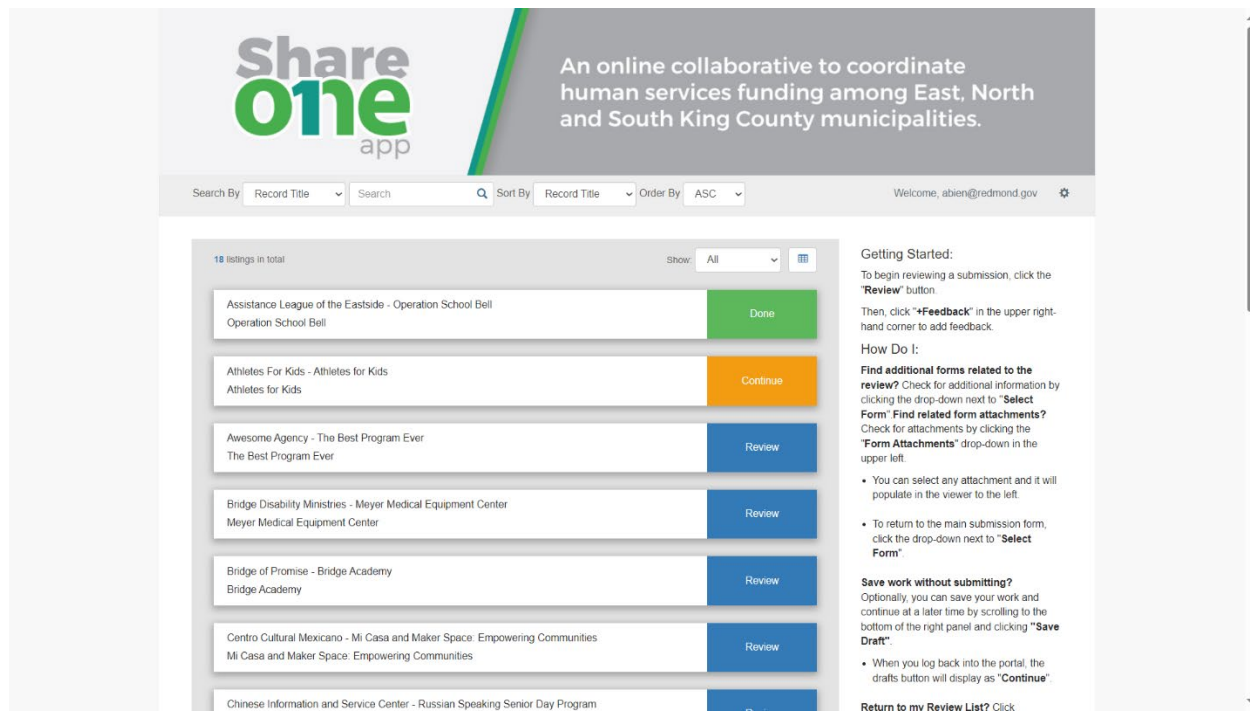 Share
one
app
An online collaborative to coordinate
human services funding among East, North
and South King County municipalities.
Search By Record Title Search Sort By Record Title Order By ASC Welcome, abien@redmond.gov
18 listings in total Show: All
Assistance League of the Eastside - Operation School Bell
Operation School Bell
Done
Athletes For Kids - Athletes for Kids
Athletes for Kids
Continue
Awesome Agency - The Best Program Ever
The Best Program Ever
Review
Bridge Disability Ministries - Meyer Medical Equipment Center
Meyer Medical Equipment Center
Review
Bridge of Promise - Bridge Academy
Bridge Academy
Review
Centro Cultural Mexicano - Mi Casa and Maker Space: Empowering Communities
Mi Casa and Maker Space: Empowering Communities
Review
Chinese Information and Service Center - Russian Speaking Senior Day Program
Getting Started:
To begin reviewing a submission, click the
"Review" button.
Then, click "+Feedback" in the upper right-
hand corner to add feedback.
How Do I:
Find additional forms related to the
review? Check for additional information by
clicking the drop-down next to "Select
Form".Find related form attachments?
Check for attachments by clicking the
"Form Attachments" drop-down in the
upper left.
• You can select any attachment and it will
populate in the viewer to the left.
• To return to the main submission form,
click the drop-down next to "Select
Form".
Save work without submitting?
Optionally, you can save your work and
continue at a later time by scrolling to the
bottom of the right panel and clicking "Save
Draft".
• When you log back into the portal, the
drafts button will display as "Continue".
Return to my Review List? Click